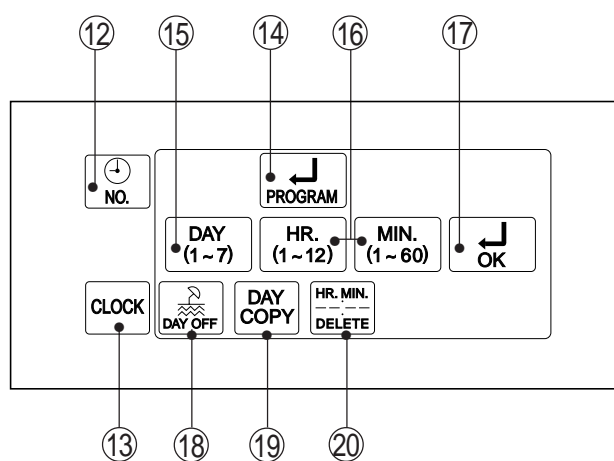 ⑫ ⑮ ⑭ ⑯ ⑰
NO.
PROGRAM
DAY
(1~7)
HR.
(1~12)
MIN.
(1~60)
OK
CLOCK
DAY OFF
DAY
COPY
HR. MIN.
DELETE
⑬ ⑱ ⑲ ⑳